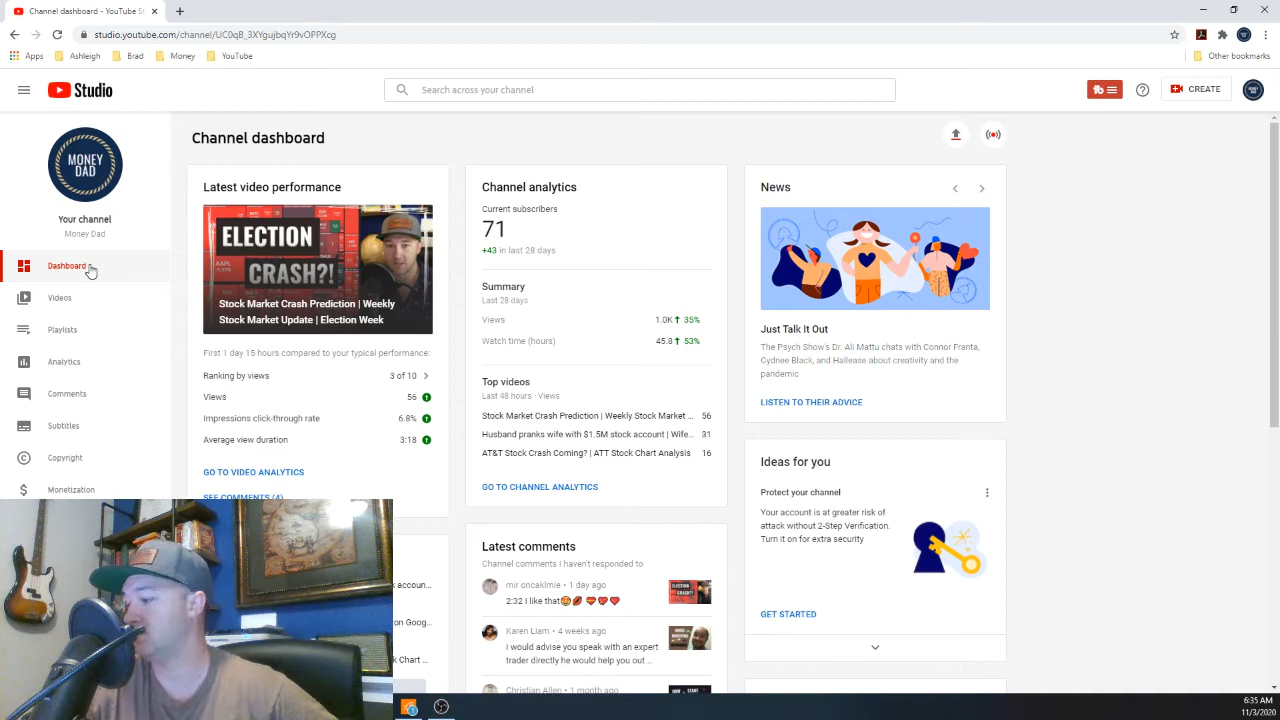 Channel dashboard - YouTube St
studio.youtube.com/channel/UC0qB_3XYgujbqYr9vOPPXcg
Apps Ashleigh Brad Money YouTube Other bookmarks
Studio
Search across your channel
CREATE
MONEY
DAD
Your channel
Money Dad
Dashboard
Videos
Playlists
Analytics
Comments
Subtitles
Copyright
Monetization
Channel dashboard
Latest video performance
ELECTION
CRASH?!
Stock Market Crash Prediction | Weekly
Stock Market Update | Election Week
First 1 day 15 hours compared to your typical performance:
Ranking by views 3 of 10
Views 56
Impressions click-through rate 6.8%
Average view duration 3:18
GO TO VIDEO ANALYTICS
SEE COMMENTS (4)
accoun...
on Goog...
Chart ...
Channel analytics
Current subscribers
71
+43 in last 28 days
Summary
Last 28 days
Views 1.0K 35%
Watch time (hours) 45.8 53%
Top videos
Last 48 hours · Views
Stock Market Crash Prediction | Weekly Stock Market ... 56
Husband pranks wife with $1.5M stock account | Wife... 31
AT&T Stock Crash Coming? | ATT Stock Chart Analysis 16
GO TO CHANNEL ANALYTICS
Latest comments
Channel comments I haven't responded to
mir oncaklmie • 1 day ago
2:32 I like that
Karen Liam • 4 weeks ago
I would advise you speak with an expert
trader directly he would help you out ...
Christian Allen • 1 month ago
News
Just Talk It Out
The Psych Show's Dr. Ali Mattu chats with Connor Franta,
Cydnee Black, and Hallease about creativity and the
pandemic
LISTEN TO THEIR ADVICE
Ideas for you
Protect your channel
Your account is at greater risk of
attack without 2-Step Verification.
Turn it on for extra security
GET STARTED
6:35 AM
11/3/2020